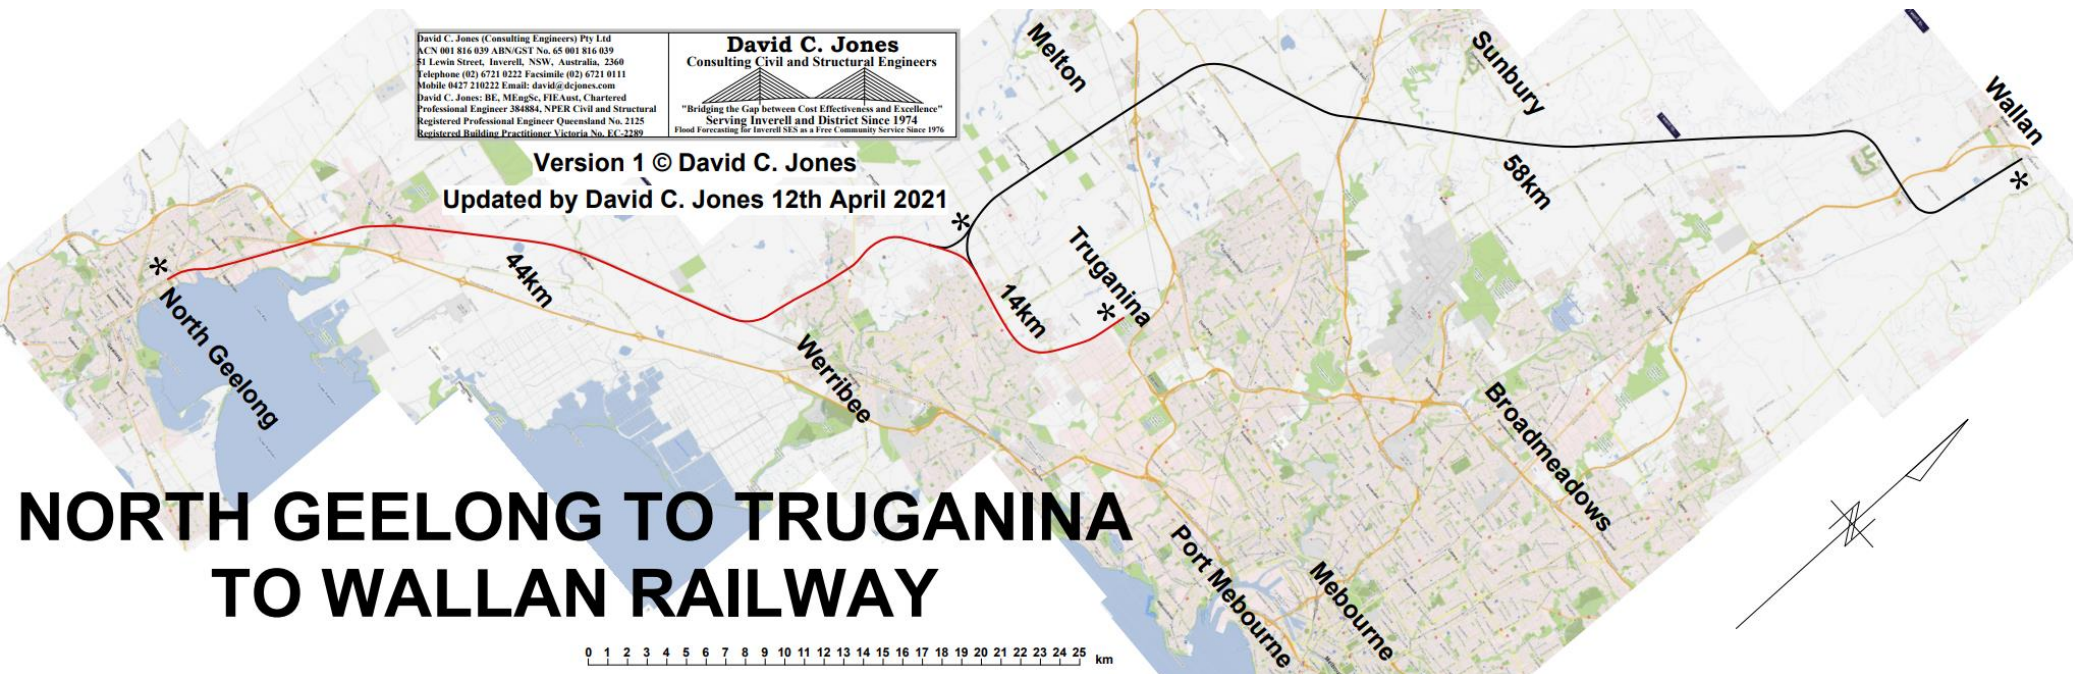 David C. Jones (Consulting Engineers) Pty Ltd
ACN 001 816 039 ABN/GST No. 65 001 816 039
51 Lewin Street, Inverell, NSW, Australia, 2360
Telephone (02) 6721 0222 Facsimile (02) 6721 0111
Mobile 0427 210222 Email: david@dcjones.com
David C. Jones: BE, MEngSc, FIEAust, Chartered
Professional Engineer 384884, NPER Civil and Structural
Registered Professional Engineer Queensland No. 2125
Registered Building Practitioner Victoria No. EC-2289
David C. Jones
Consulting Civil and Structural Engineers
"Bridging the Gap between Cost Effectiveness and Excellence"
Serving Inverell and District Since 1974
Flood Forecasting for Inverell SES as a Free Community Service Since 1976
Version 1 © David C. Jones
Updated by David C. Jones 12th April 2021
Melton
Sunbury
Wallan
58km
*
*
Truganina
*
14km
*
44km
North Geelong
Werribee
Broadmeadows
Port Mebourne
Mebourne
NORTH GEELONG TO TRUGANINA
TO WALLAN RAILWAY
0 1 2 3 4 5 6 7 8 9 10 11 12 13 14 15 16 17 18 19 20 21 22 23 24 25 km
N